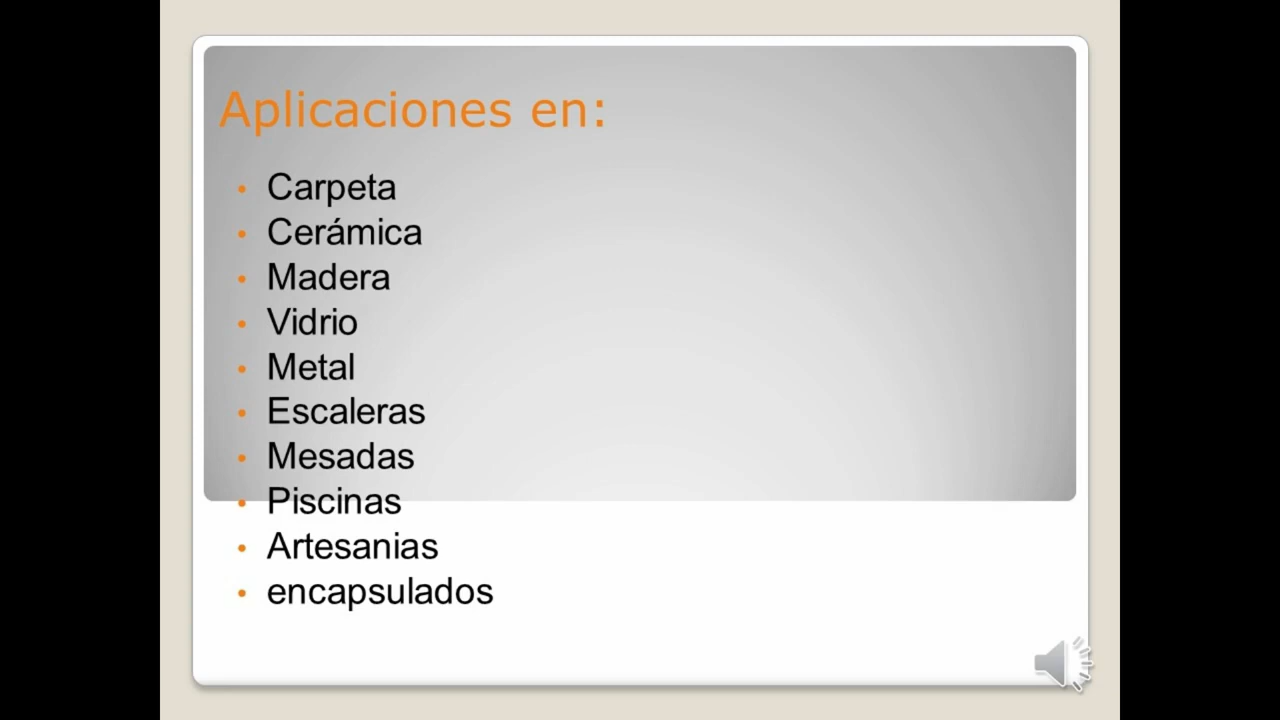 Aplicaciones en:
• Carpeta
• Cerámica
• Madera
• Vidrio
• Metal
• Escaleras
• Mesadas
• Piscinas
• Artesanias
• encapsulados